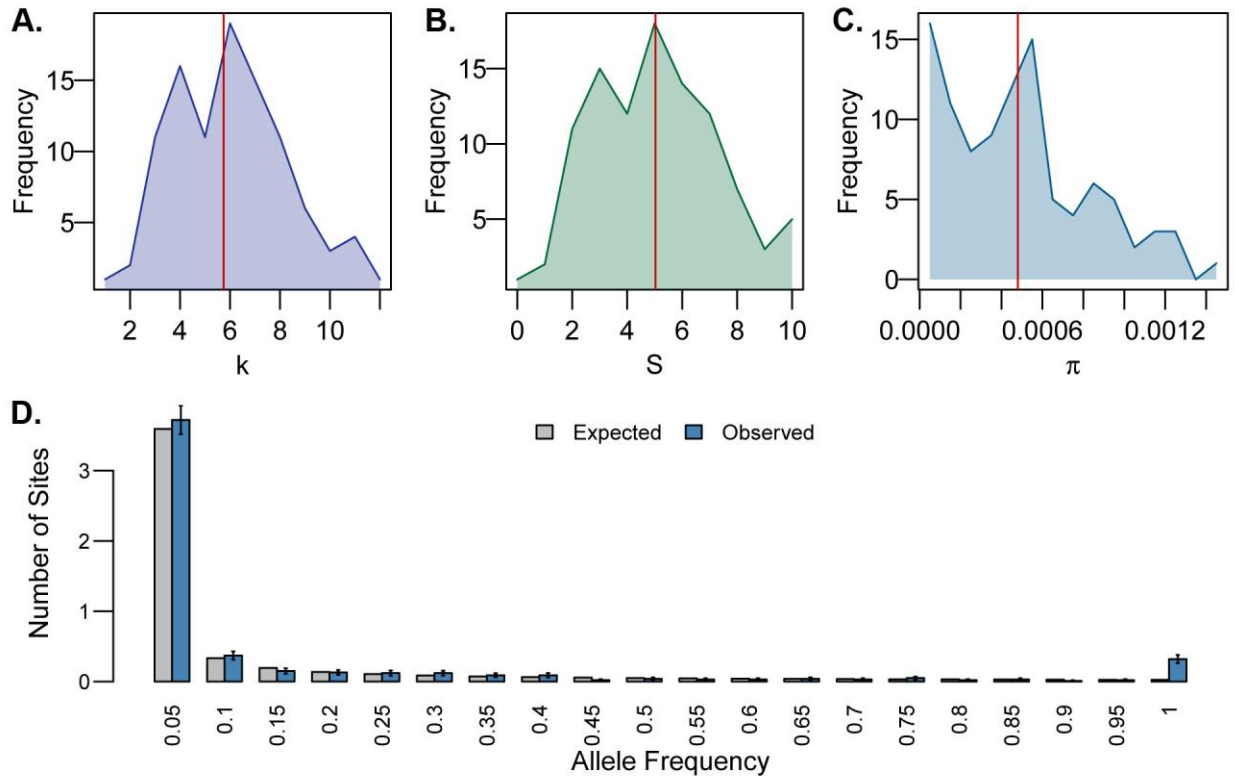 A.
Frequency
15
10
5
2 4 6 8 10
k
B.
Frequency
15
10
5
0 2 4 6 8 10
S
C.
Frequency
15
10
5
0
0.0000 0.0006 0.0012
π
D.
Expected Observed
Number of Sites
3
2
1
0
0.05 0.1 0.15 0.2 0.25 0.3 0.35 0.4 0.45 0.5 0.55 0.6 0.65 0.7 0.75 0.8 0.85 0.9 0.95 1
Allele Frequency